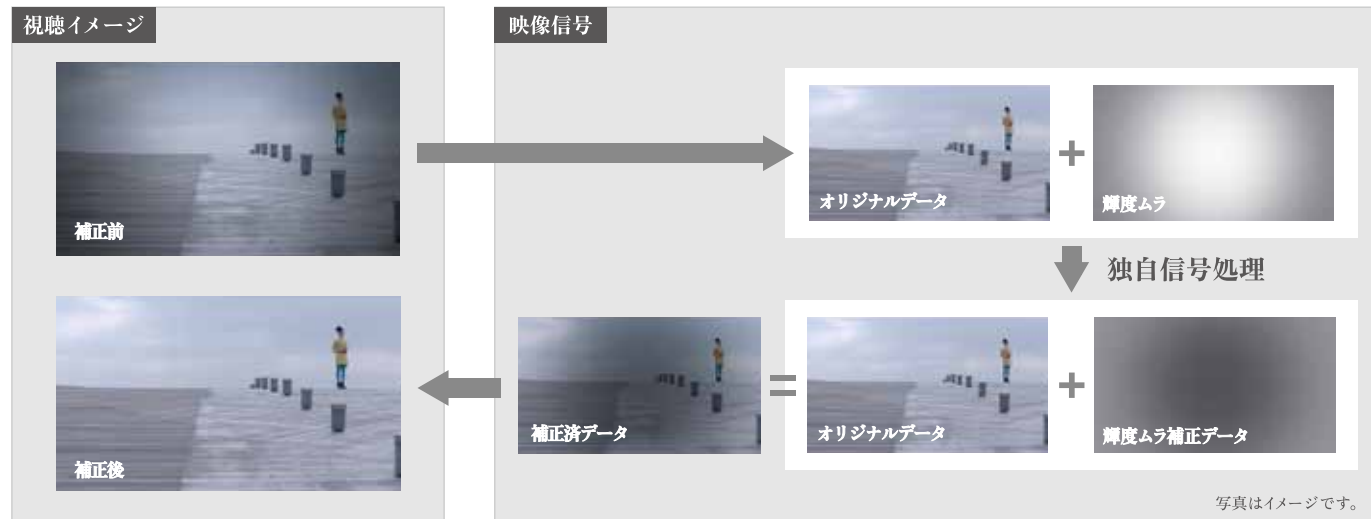 視聴イメージ
映像信号
補正前
オリジナルデータ
+
輝度ムラ
独自信号処理
補正後
補正済データ
=
オリジナルデータ
+
輝度ムラ補正データ
写真はイメージです。